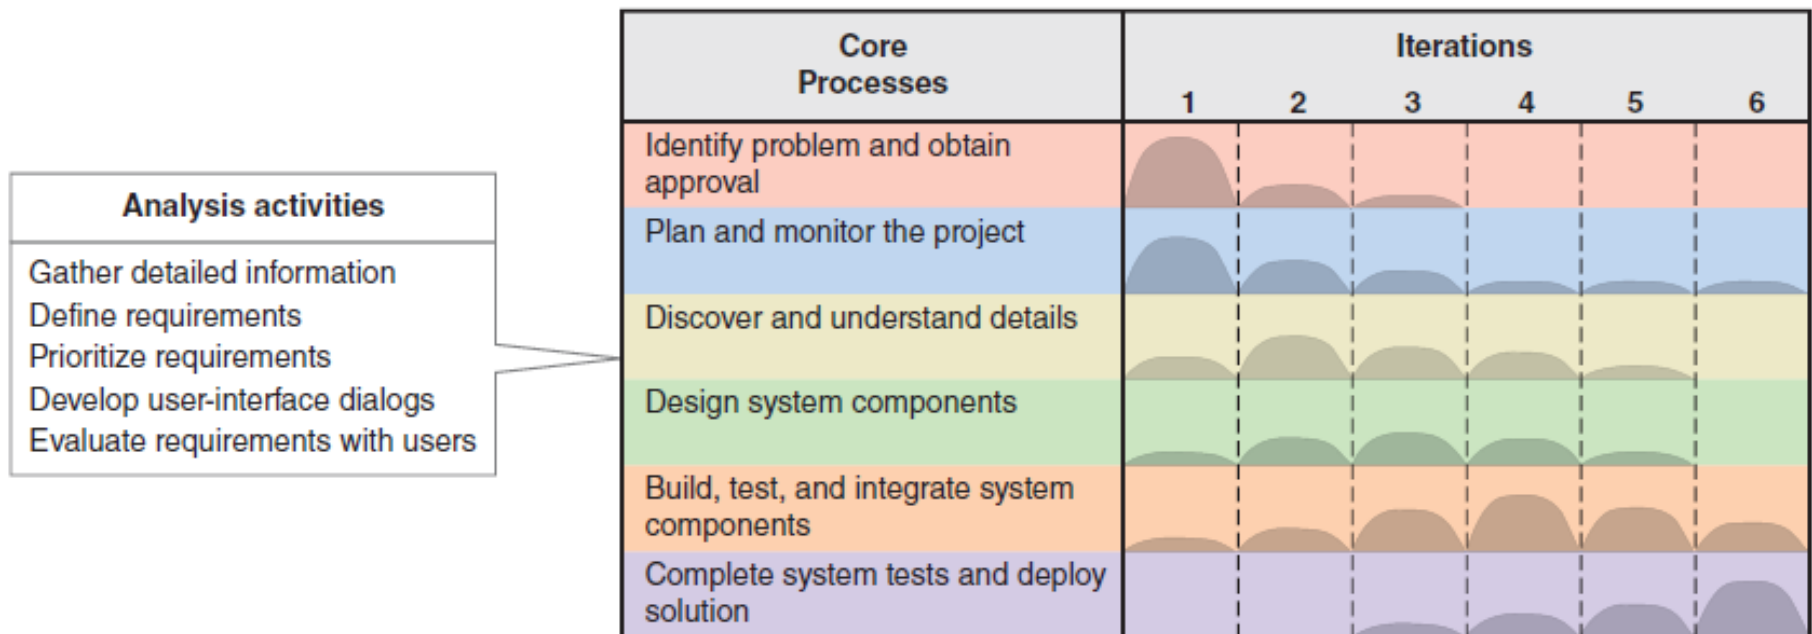 Analysis activities
Gather detailed information
Define requirements
Prioritize requirements
Develop user-interface dialogs
Evaluate requirements with users
Core
Processes
Iterations
1 2 3 4 5 6
Identify problem and obtain
approval
Plan and monitor the project
Discover and understand details
Design system components
Build, test, and integrate system
components
Complete system tests and deploy
solution